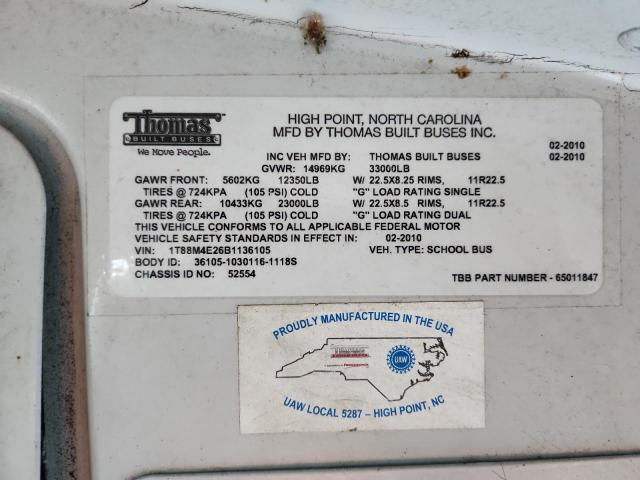 Thomas
BUILT BUSES
We Move People.
HIGH POINT, NORTH CAROLINA
MFD BY THOMAS BUILT BUSES INC.
INC VEH MFD BY: THOMAS BUILT BUSES 02-2010
GVWR: 14969KG 33000LB 02-2010
GAWR FRONT: 5602KG 12350LB W/ 22.5X8.25 RIMS, 11R22.5
TIRES @ 724KPA (105 PSI) COLD "G" LOAD RATING SINGLE
GAWR REAR: 10433KG 23000LB W/ 22.5X8.5 RIMS, 11R22.5
TIRES @ 724KPA (105 PSI) COLD "G" LOAD RATING DUAL
THIS VEHICLE CONFORMS TO ALL APPLICABLE FEDERAL MOTOR
VEHICLE SAFETY STANDARDS IN EFFECT IN: 02-2010
VIN: 1T88M4E26B1136105 VEH. TYPE: SCHOOL BUS
BODY ID: 36105-1030116-1118S
CHASSIS ID NO: 52554 TBB PART NUMBER - 65011847
PROUDLY MANUFACTURED IN THE USA
UAW
UAW LOCAL 5287 – HIGH POINT, NC